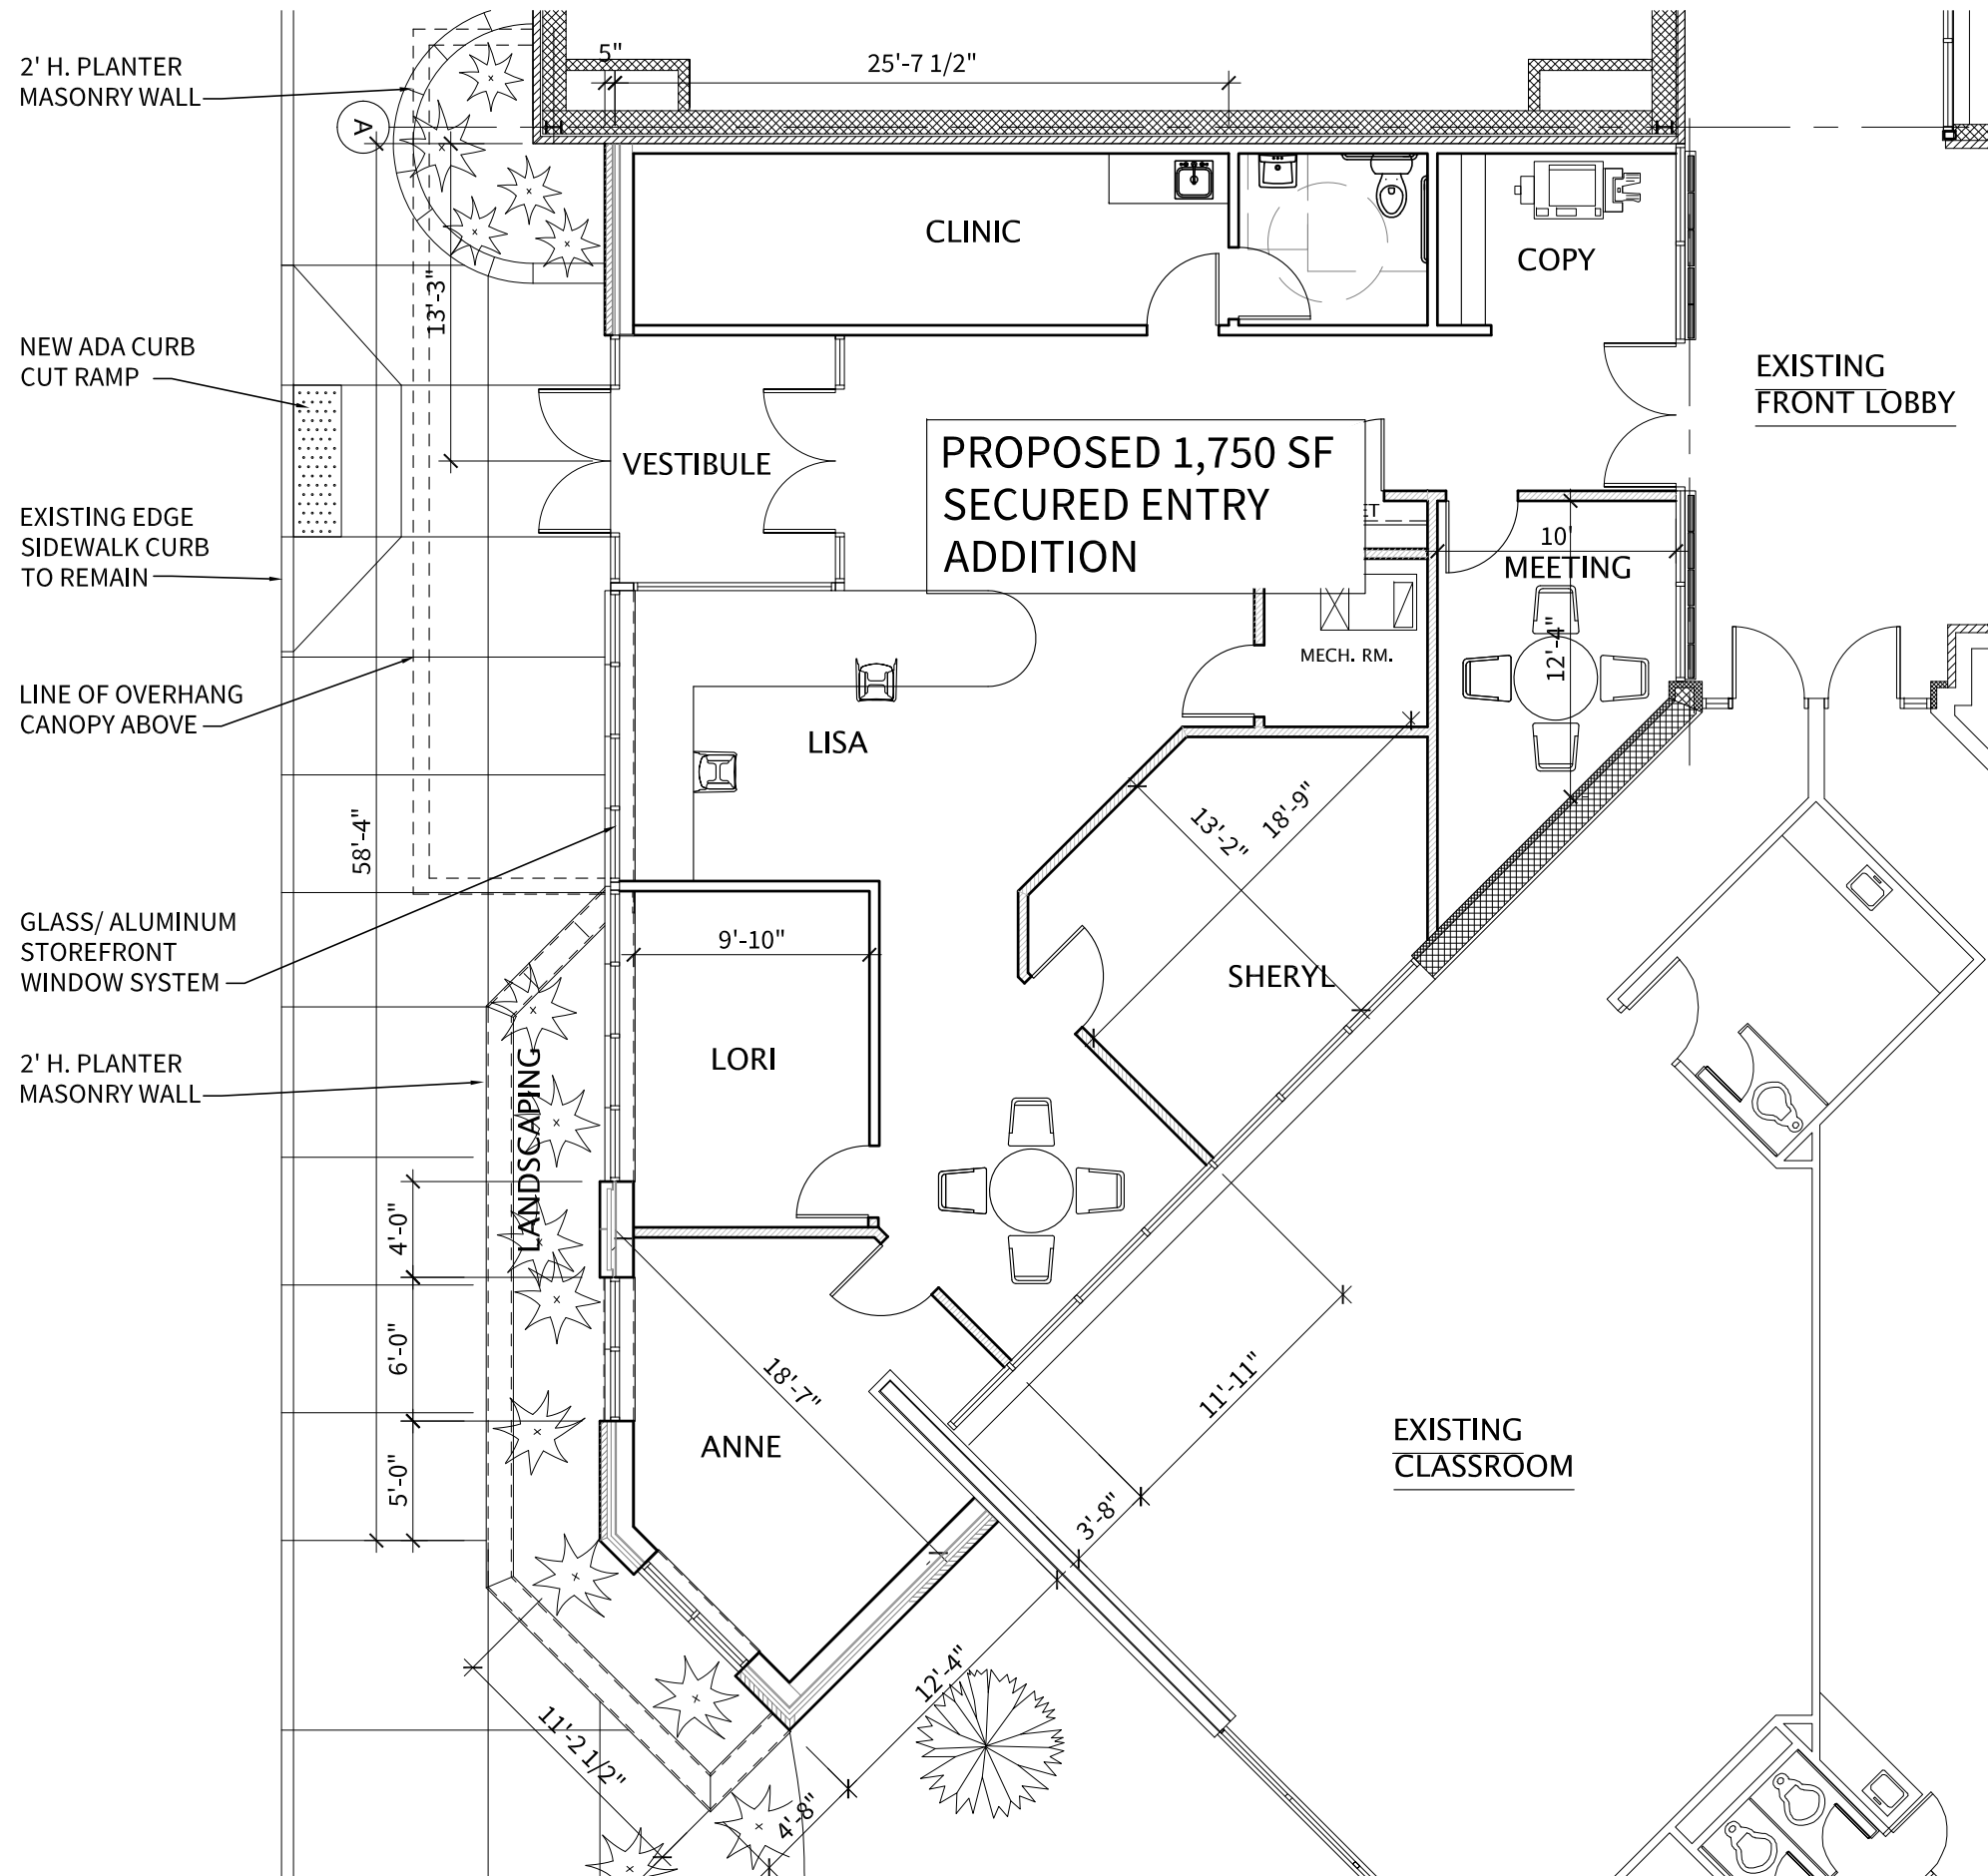 2' H. PLANTER
MASONRY WALL
A
5"
25'-7 1/2"
CLINIC
COPY
13'-3"
NEW ADA CURB
CUT RAMP
EXISTING
FRONT LOBBY
VESTIBULE
PROPOSED 1,750 SF
SECURED ENTRY
ADDITION
EXISTING EDGE
SIDEWALK CURB
TO REMAIN
ET
10'
MEETING
12'-4"
MECH. RM.
LINE OF OVERHANG
CANOPY ABOVE
LISA
58'-4"
13'-2"
18'-9"
GLASS/ ALUMINUM
STOREFRONT
WINDOW SYSTEM
9'-10"
SHERYL
LORI
2' H. PLANTER
MASONRY WALL
LANDSCAPING
4'-0"
6'-0"
5'-0"
18'-7"
11'-11"
ANNE
EXISTING
CLASSROOM
3'-8"
12'-4"
11'-2 1/2"
4'-8"